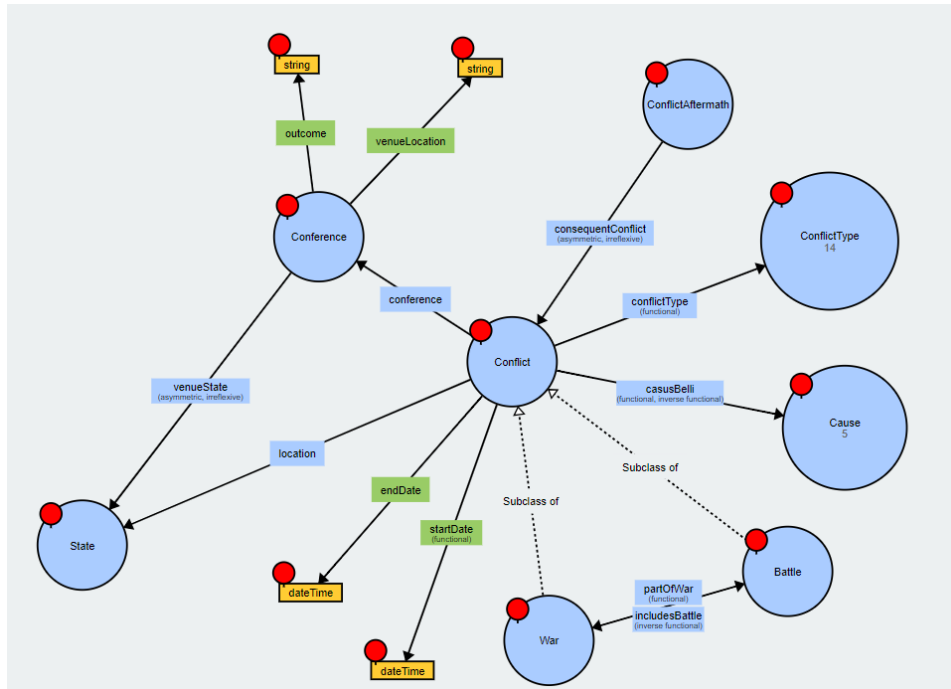 string
string
outcome
venueLocation
ConflictAftermath
Conference
consequentConflict
(asymmetric, irreflexive)
ConflictType
14
conference
conflictType
(functional)
Conflict
venueState
(asymmetric, irreflexive)
casusBelli
(functional, inverse functional)
Cause
5
location
Subclass of
endDate
Subclass of
startDate
(functional)
State
Battle
dateTime
partOfWar
(functional)
includesBattle
(inverse functional)
War
dateTime